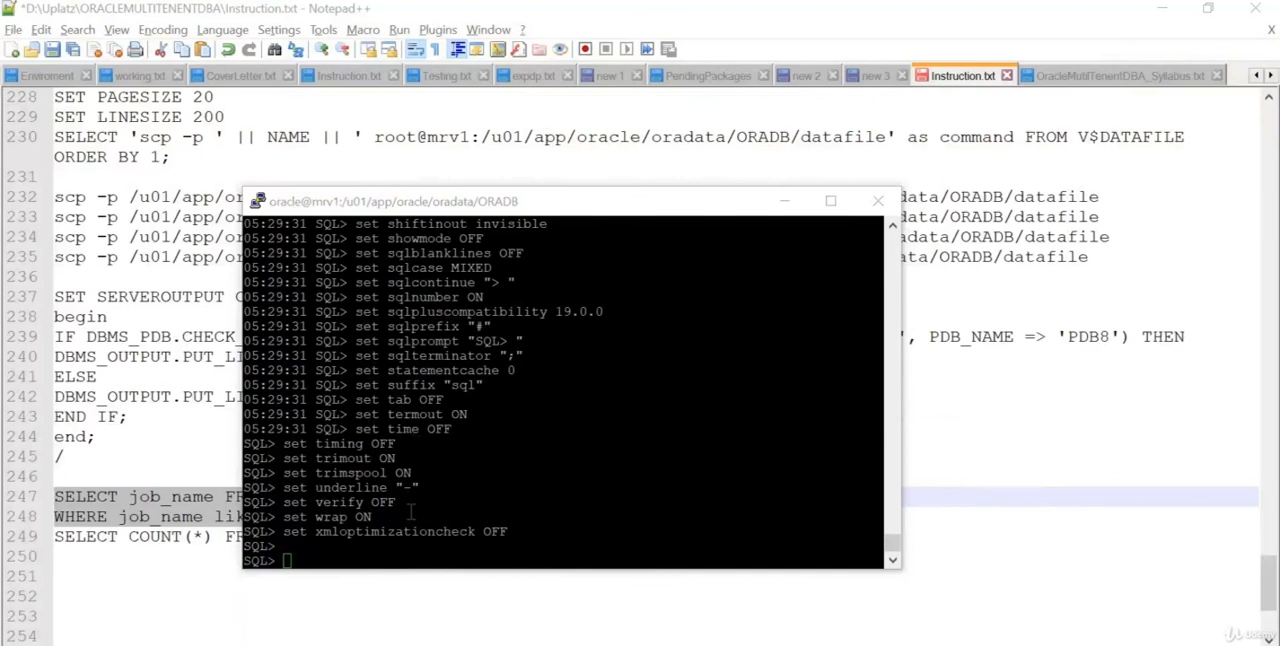 *D:\Uplatz\ORACLEMULTITENENTDBA\Instruction.txt - Notepad++
File Edit Search View Encoding Language Settings Tools Macro Run Plugins Window ?
X
Enviroment working.txt CoverLetter.txt Instruction.txt Testing.txt expdp.txt new 1 PendingPackages new 2 new 3 Instruction.txt OracleMultiTenentDBA_Syllabus.txt
228 SET PAGESIZE 20
229 SET LINESIZE 200
230 SELECT 'scp -p ' || NAME || ' root@mrv1:/u01/app/oracle/oradata/ORADB/datafile' as command FROM V$DATAFILE
ORDER BY 1;
231
232 scp -p /u01/app/or adata/ORADB/datafile
233 scp -p /u01/app/or adata/ORADB/datafile
234 scp -p /u01/app/or adata/ORADB/datafile
235 scp -p /u01/app/or adata/ORADB/datafile
236
237 SET SERVEROUTPUT
238 begin
239 IF DBMS_PDB.CHECK_ ', PDB_NAME => 'PDB8') THEN
240 DBMS_OUTPUT.PUT_LI
241 ELSE
242 DBMS_OUTPUT.PUT_LI
243 END IF;
244 end;
245 /
246
247 SELECT job_name FR
248 WHERE job_name lik
249 SELECT COUNT(*) F
250
251
252
253
254
oracle@mrv1:/u01/app/oracle/oradata/ORADB
05:29:31 SQL> set shiftinout invisible
05:29:31 SQL> set showmode OFF
05:29:31 SQL> set sqlblanklines OFF
05:29:31 SQL> set sqlcase MIXED
05:29:31 SQL> set sqlcontinue "> "
05:29:31 SQL> set sqlnumber ON
05:29:31 SQL> set sqlpluscompatibility 19.0.0
05:29:31 SQL> set sqlprefix "#"
05:29:31 SQL> set sqlprompt "SQL> "
05:29:31 SQL> set sqlterminator ";"
05:29:31 SQL> set statementcache 0
05:29:31 SQL> set suffix "sql"
05:29:31 SQL> set tab OFF
05:29:31 SQL> set termout ON
05:29:31 SQL> set time OFF
SQL> set timing OFF
SQL> set trimout ON
SQL> set trimspool ON
SQL> set underline "-"
SQL> set verify OFF
SQL> set wrap ON
SQL> set xmloptimizationcheck OFF
SQL>
SQL>
Udemy